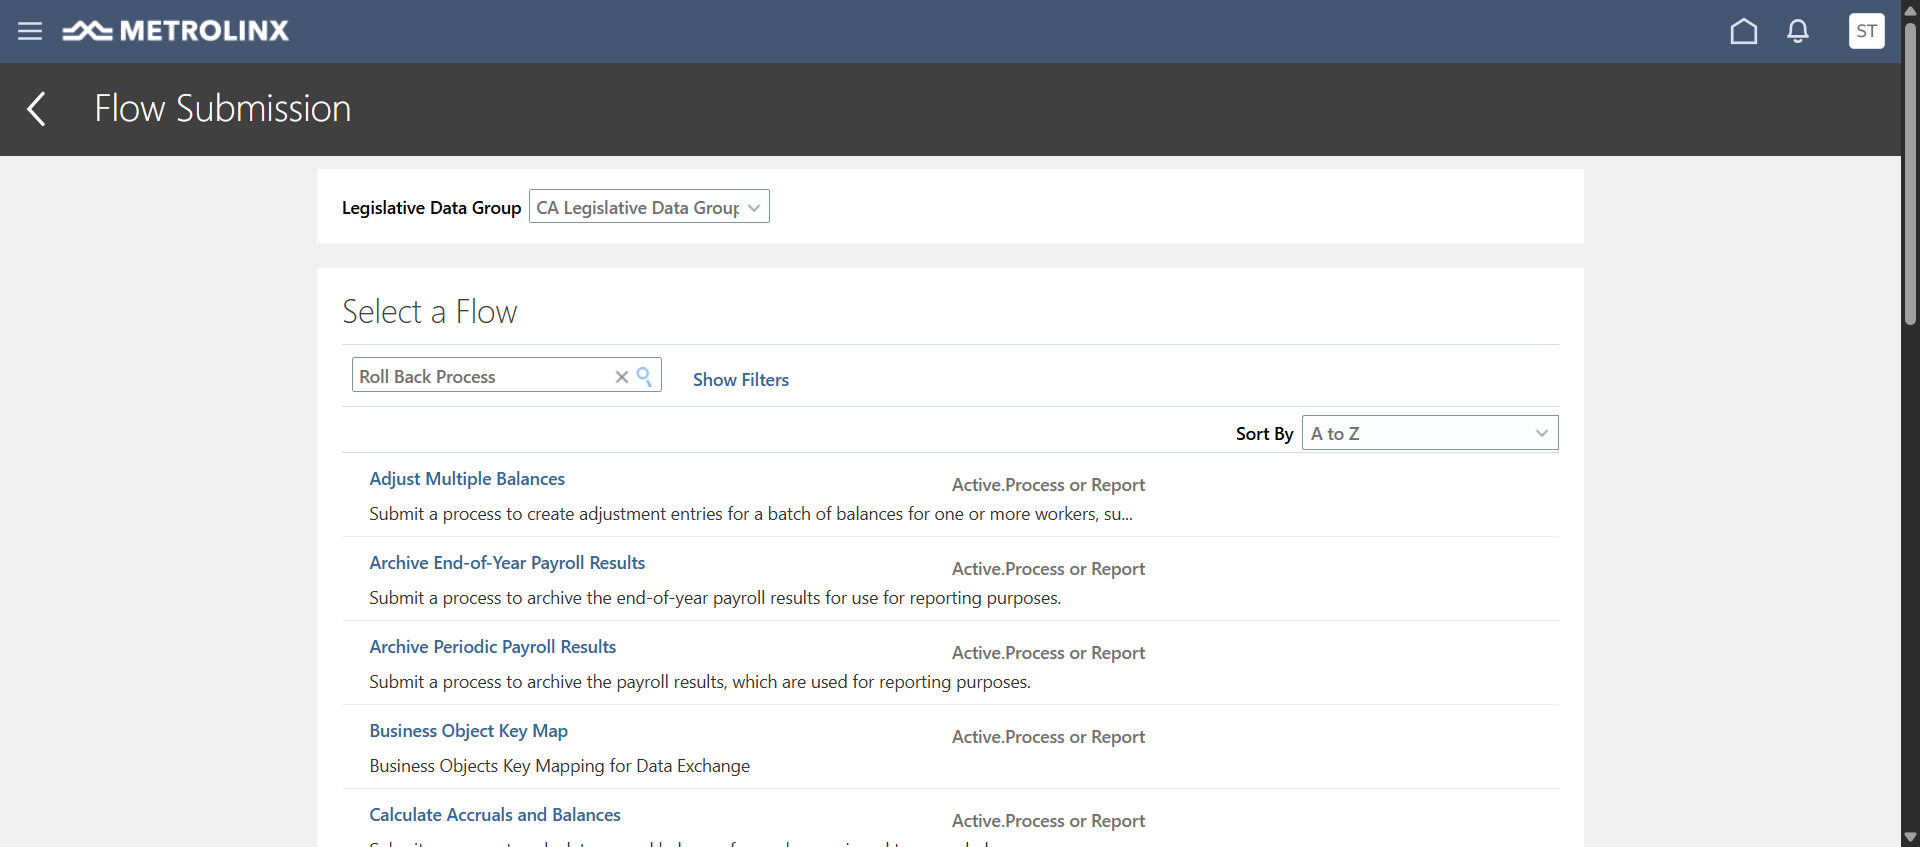 METROLINX
ST
Flow Submission
Legislative Data Group CA Legislative Data Group
Select a Flow
Roll Back Process
Show Filters
Sort By A to Z
Adjust Multiple Balances
Active.Process or Report
Submit a process to create adjustment entries for a batch of balances for one or more workers, su...
Archive End-of-Year Payroll Results
Active.Process or Report
Submit a process to archive the end-of-year payroll results for use for reporting purposes.
Archive Periodic Payroll Results
Active.Process or Report
Submit a process to archive the payroll results, which are used for reporting purposes.
Business Object Key Map
Active.Process or Report
Business Objects Key Mapping for Data Exchange
Calculate Accruals and Balances
Active.Process or Report